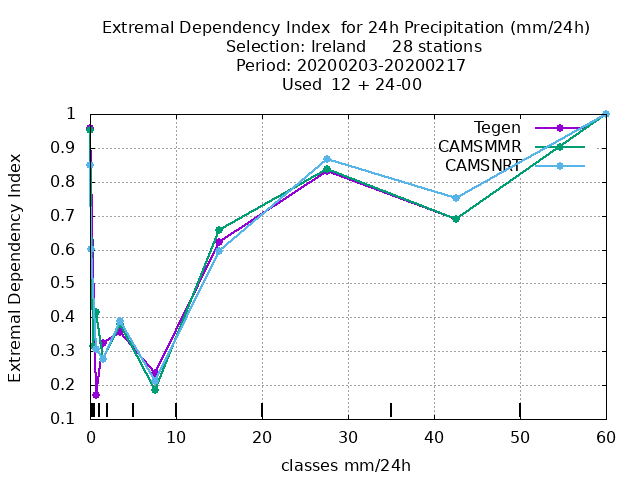 Extremal Dependency Index  for 24h Precipitation (mm/24h)
Selection: Ireland     28 stations
Period: 20200203-20200217
Used  12 + 24-00
Extremal Dependency Index
1
0.9
0.8
0.7
0.6
0.5
0.4
0.3
0.2
0.1
Tegen
CAMSMMR
CAMSNRT
0 10 20 30 40 50 60
classes mm/24h